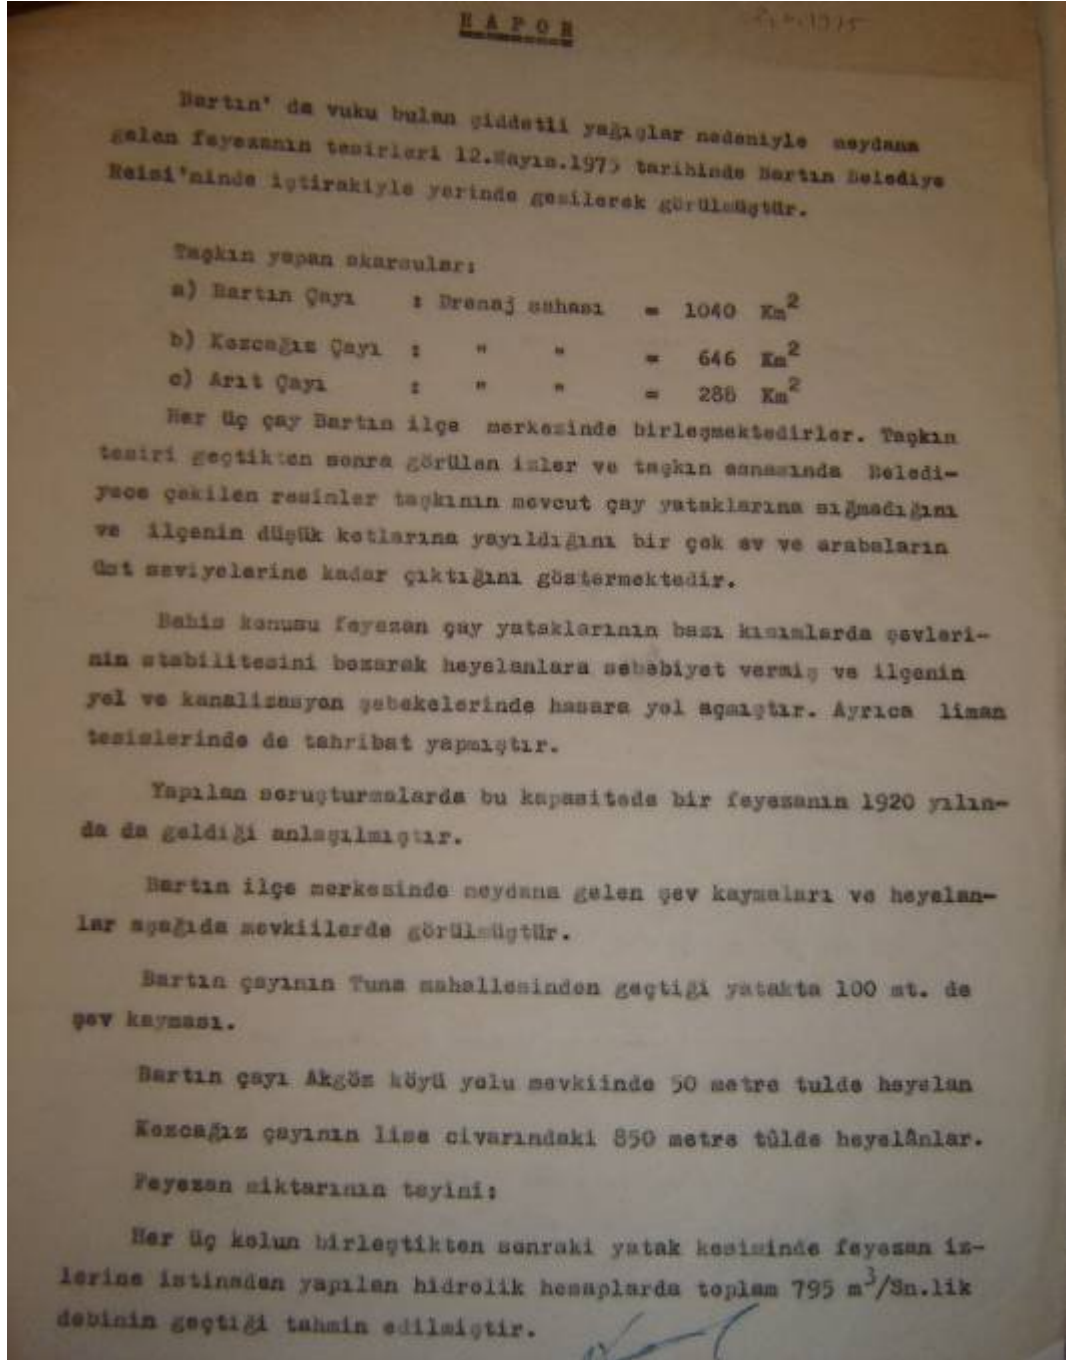 RAPOR
Bartın' da vuku bulan şiddetli yağışlar nedeniyle meydana
gelen feyezanın tesirleri 12.Mayıs.1975 tarihinde Bartın Belediye
Reisi'ninde iştirakiyle yerinde gezilerek görülmüştür.
Taşkın yapan akarsular:
a) Bartın Çayı : Drenaj sahası = 1040 Km²
b) Kozcağız Çayı : " " = 646 Km²
c) Arıt Çayı : " " = 288 Km²
Her üç çay Bartın ilçe merkezinde birleşmektedirler. Taşkın
tesiri geçtikten sonra görülen izler ve taşkın esnasında Beledi-
yece çekilen resimler taşkının mevcut çay yataklarına sığmadığını
ve ilçenin düşük kotlarına yayıldığını bir çok ev ve arabaların
üst seviyelerine kadar çıktığını göstermektedir.
Bahis konusu feyezan çay yataklarının bazı kısımlarda şevleri-
nin stabilitesini bozarak heyelanlara sebebiyet vermiş ve ilçenin
yol ve kanalizasyon şebekelerinde hasara yol açmıştır. Ayrıca liman
tesislerinde de tahribat yapmıştır.
Yapılan soruşturmalarda bu kapasitede bir feyezanın 1920 yılın-
da da geldiği anlaşılmıştır.
Bartın ilçe merkezinde meydana gelen şev kaymaları ve heyelan-
lar aşağıda mevkiilerde görülmüştür.
Bartın çayının Tuna mahallesinden geçtiği yatakta 100 mt. de
şev kayması.
Bartın çayı Akgöz köyü yolu mevkiinde 50 metre tulde heyelan
Kozcağız çayının lise civarındaki 850 metre tûlde heyelânlar.
Feyezan miktarının tayini:
Her üç kolun birleştikten sonraki yatak kesiminde feyezan iz-
lerine istinaden yapılan hidrolik hesaplarda toplam 795 m³/Sn.lik
debinin geçtiği tahmin edilmiştir.